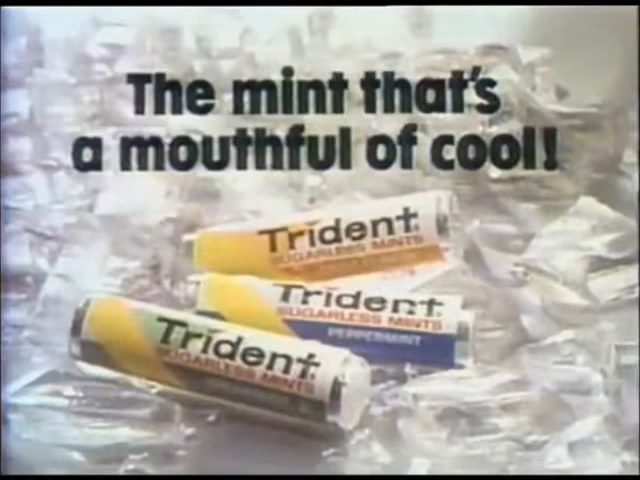 The mint that's
a mouthful of cool!
Trident
SUGARLESS MINTS
Trident
SUGARLESS MINTS
PEPPERMINT
Trident
SUGARLESS MINTS